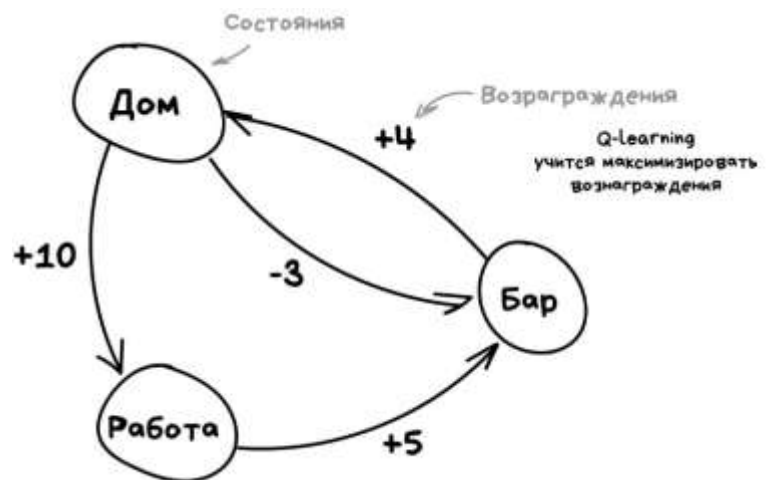 Состояния
Дом
Возраграждения
+4
Q-learning
учится максимизировать
вознаграждения
+10
-3
Бар
Работа
+5